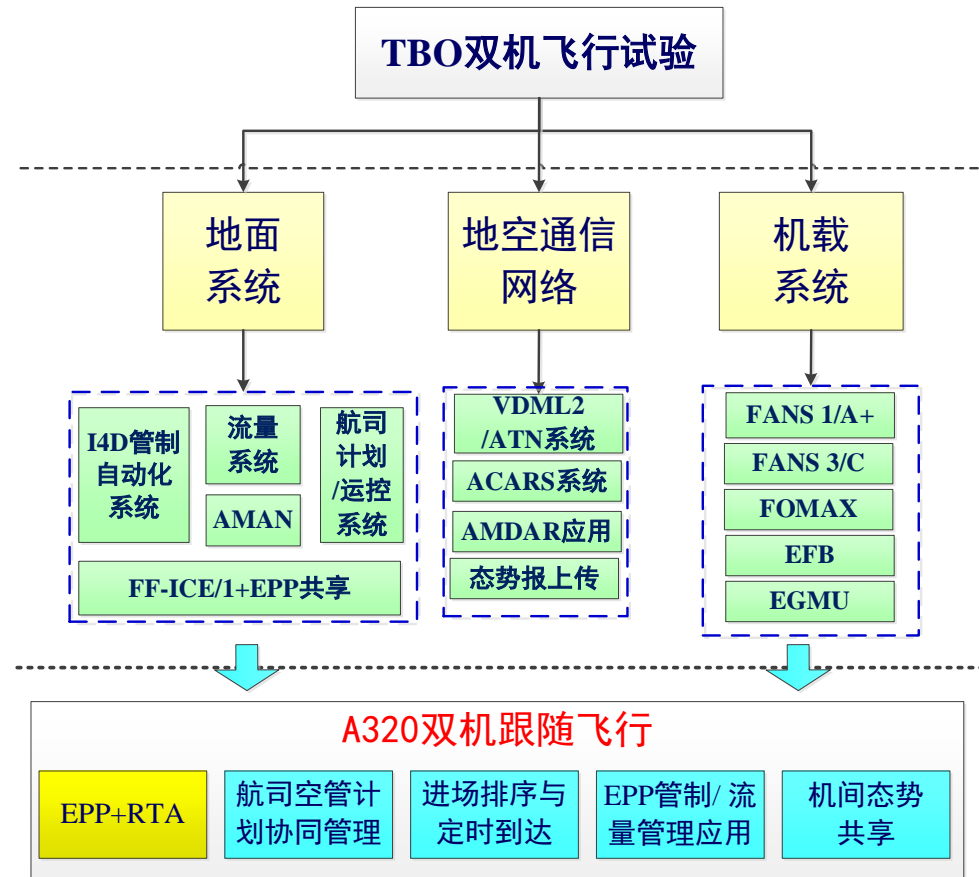 TBO双机飞行试验
地面
系统
地空通信
网络
机载
系统
I4D管制
自动化
系统
流量
系统
AMAN
航司
计划
/运控
系统
FF-ICE/1+EPP共享
VDML2
/ATN系统
ACARS系统
AMDAR应用
态势报上传
FANS 1/A+
FANS 3/C
FOMAX
EFB
EGMU
A320双机跟随飞行
EPP+RTA
航司空管计
划协同管理
进场排序与
定时到达
EPP管制/ 流
量管理应用
机间态势
共享